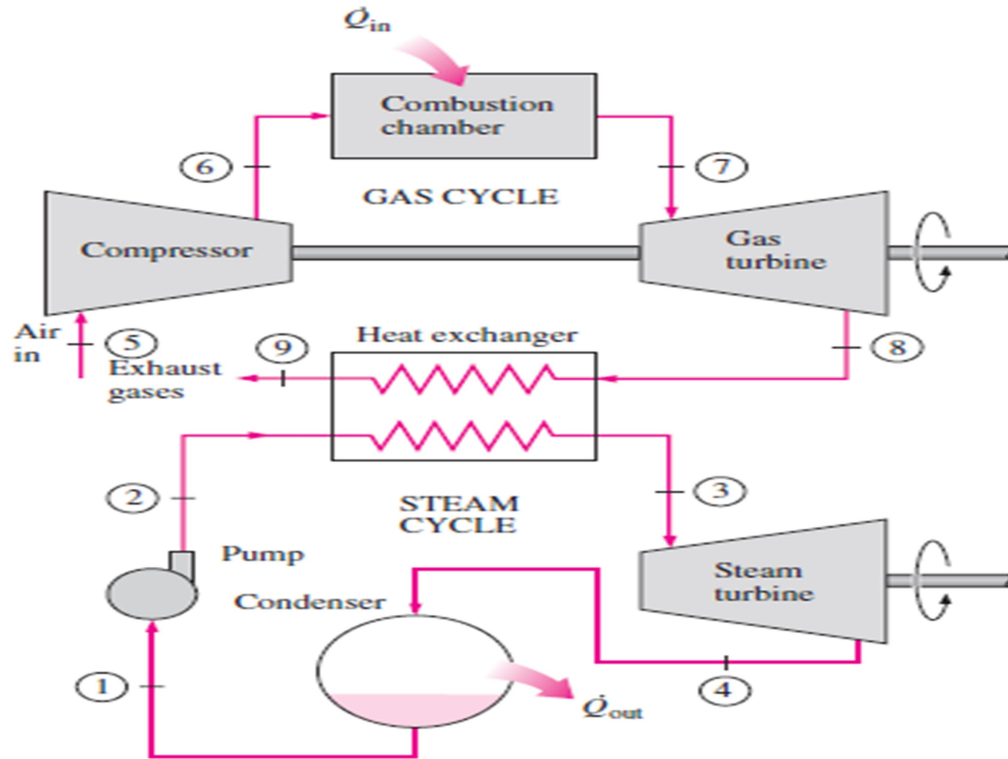 Q̇in
Combustion
chamber
6
7
GAS CYCLE
Compressor
Gas
turbine
Air
in
5
9
Heat exchanger
8
Exhaust
gases
2
STEAM
CYCLE
3
Pump
Condenser
Steam
turbine
1
Q̇out
4